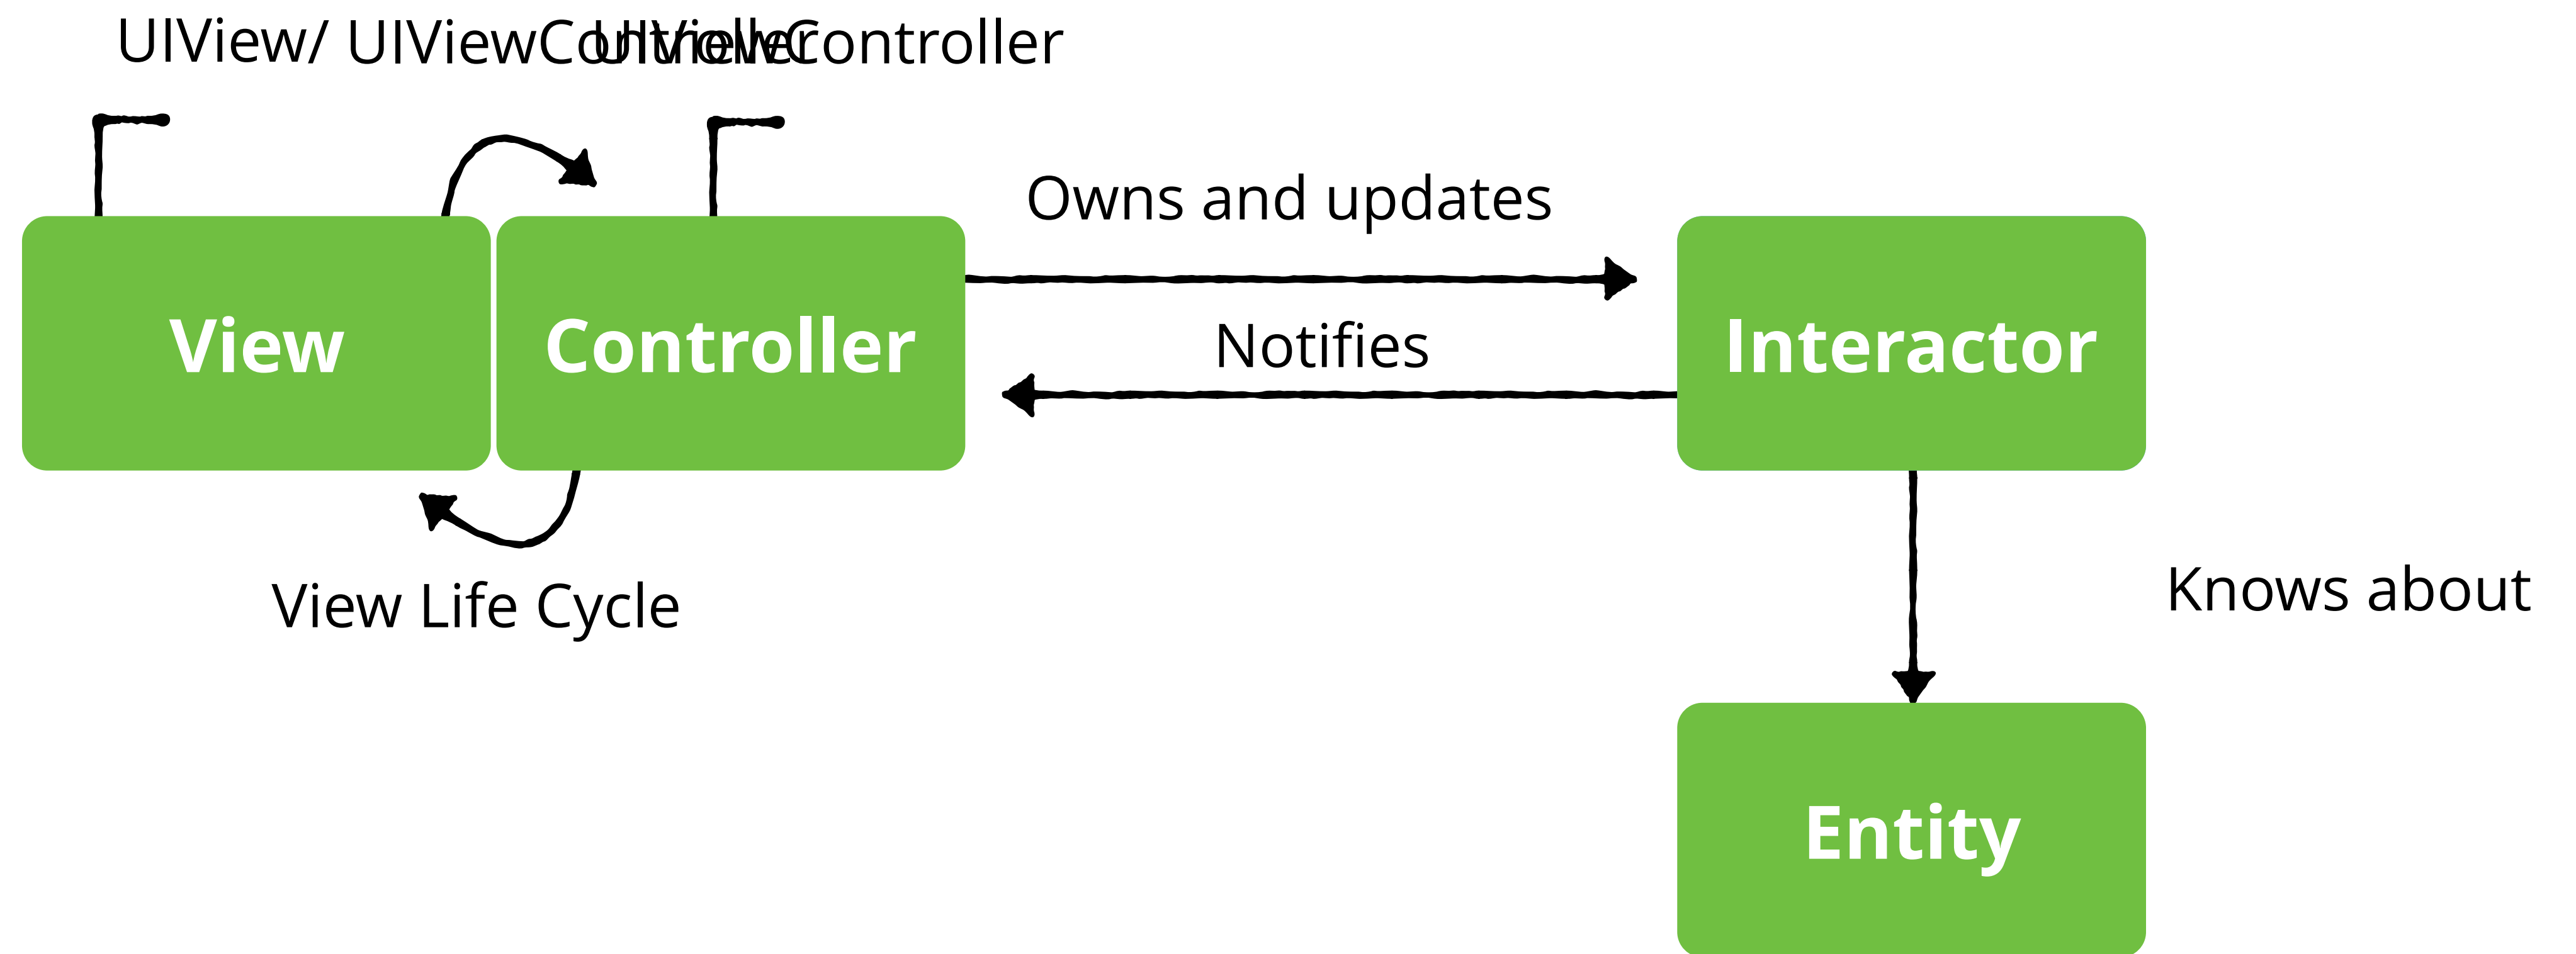 UIView/ UIViewController
UIViewController
Owns and updates
View
Controller
Notifies
Interactor
View Life Cycle
Knows about
Entity